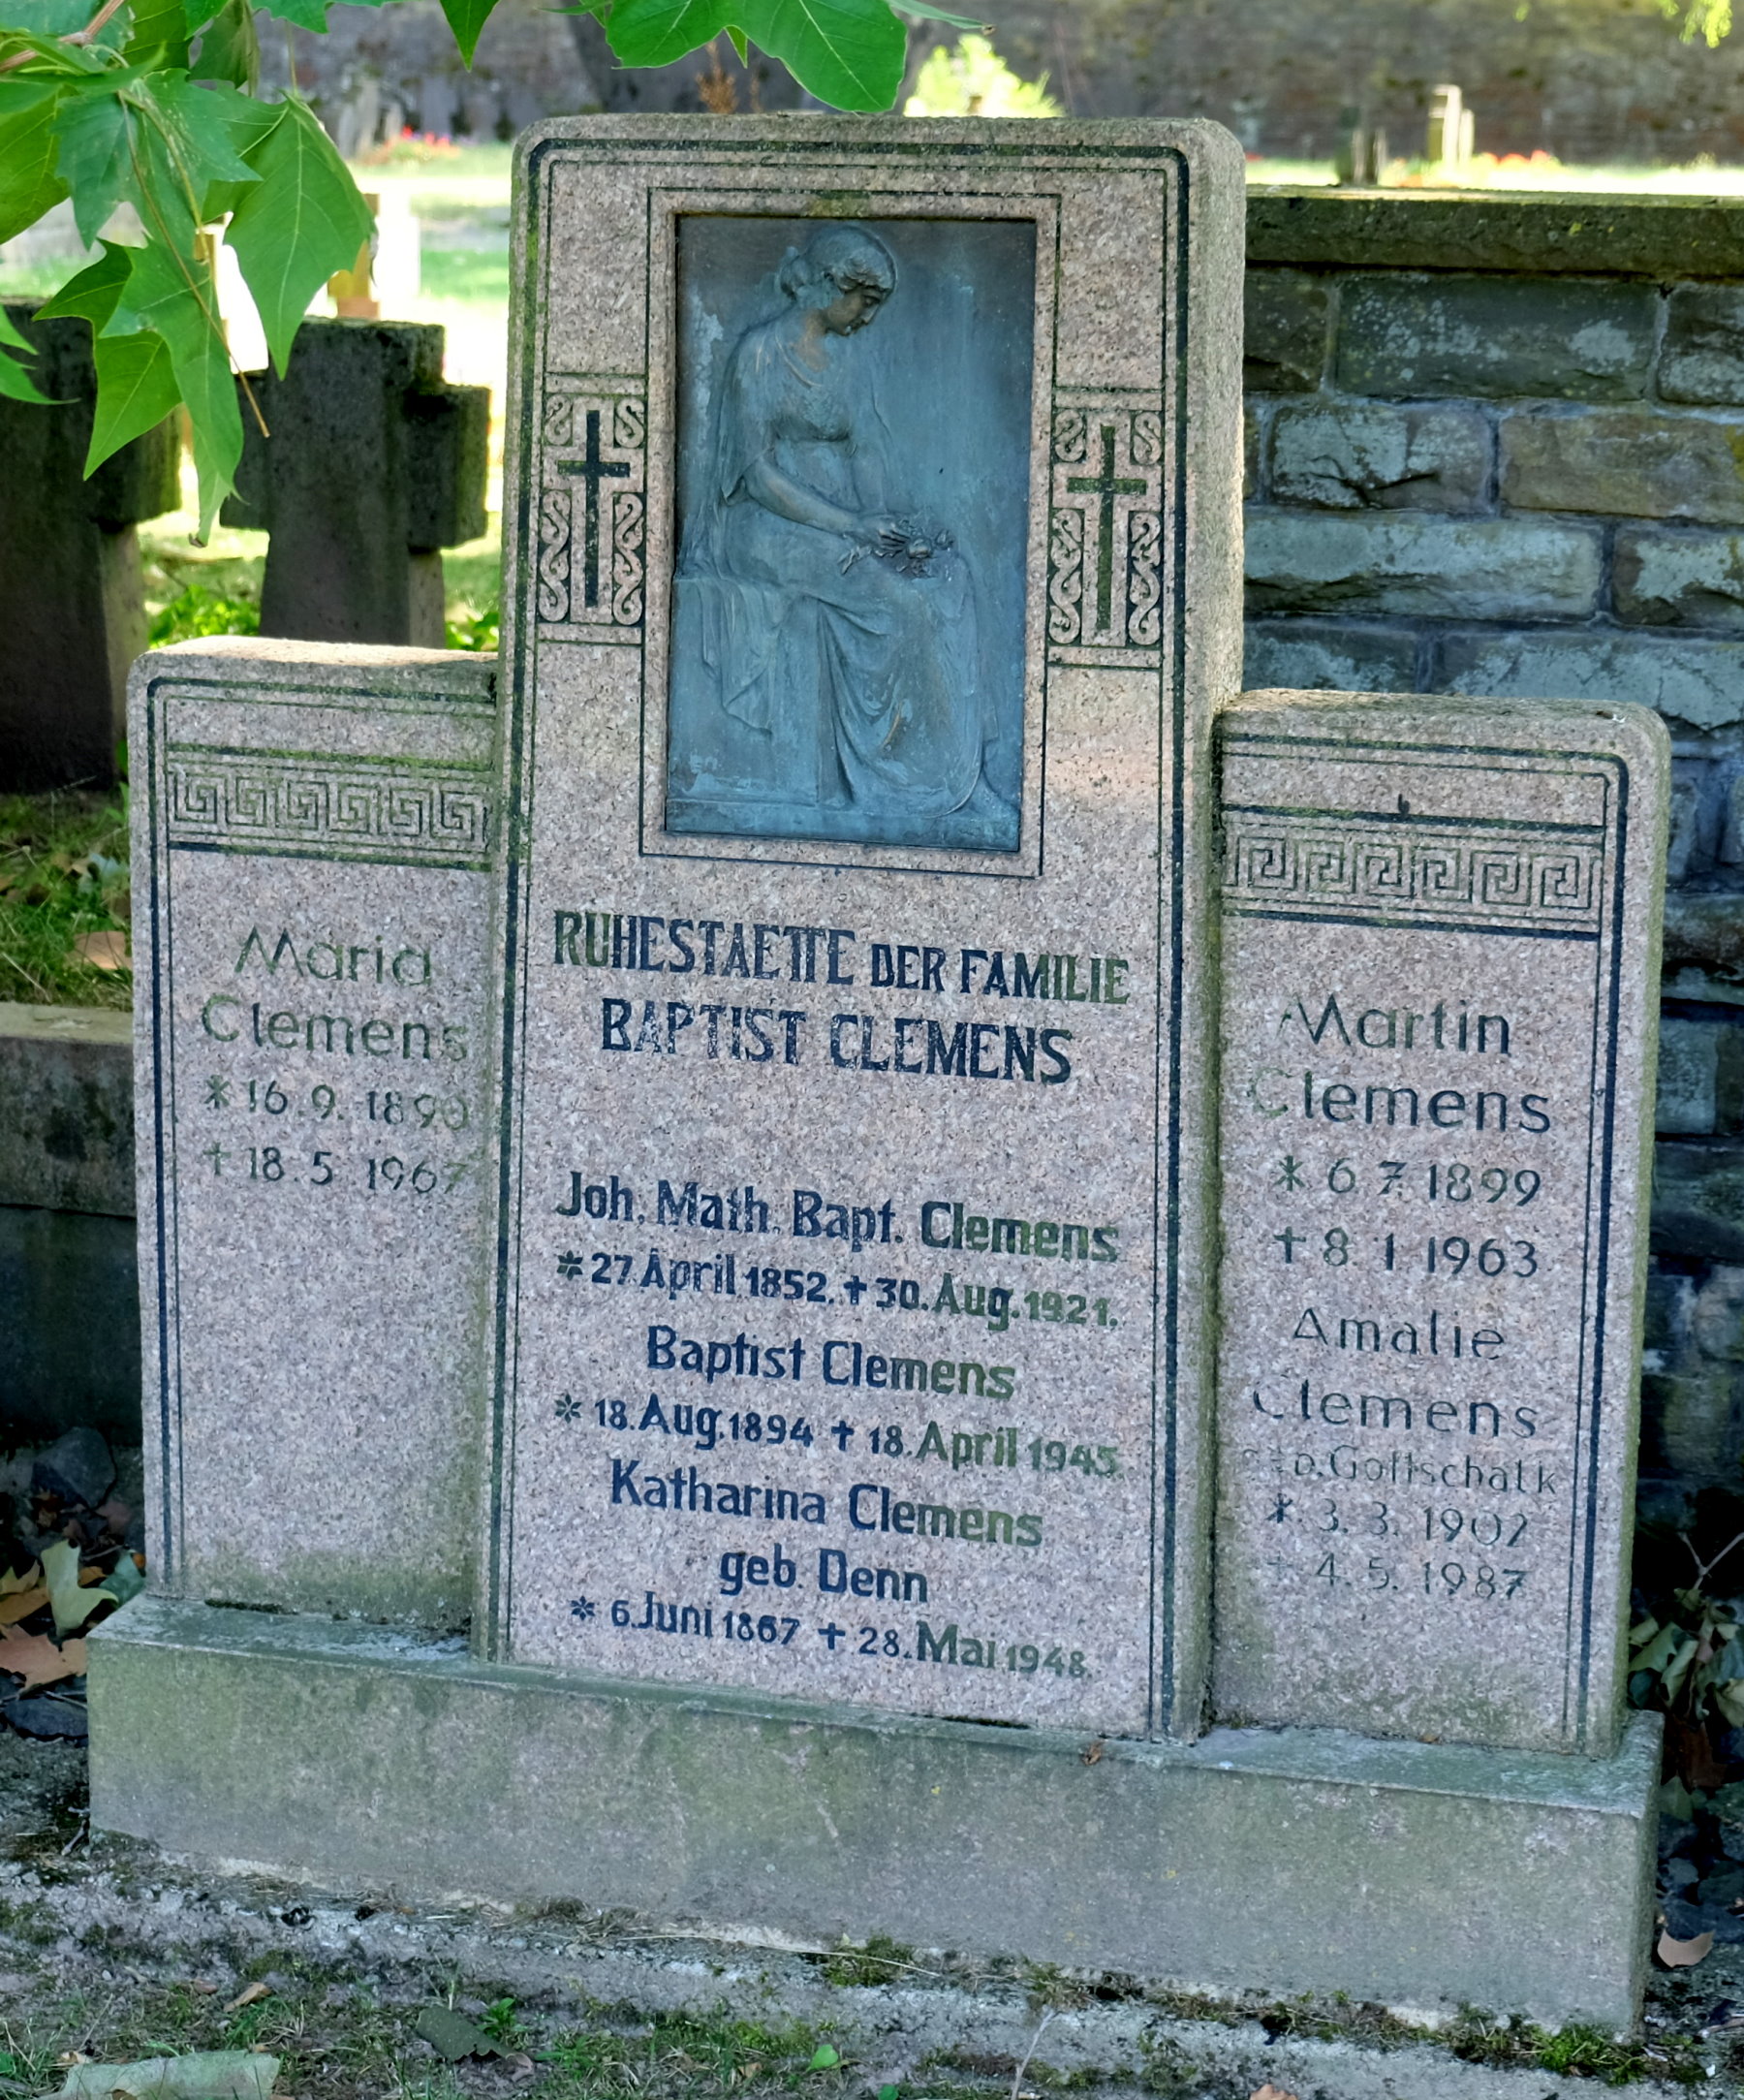 Maria
Clemens
* 16.9.1890
† 18.5.1967
RUHESTAETTE DER FAMILIE
BAPTIST CLEMENS
Joh. Math. Bapt. Clemens
* 27. April 1852. † 30. Aug. 1921.
Baptist Clemens
* 18. Aug. 1894 † 18. April 1945.
Katharina Clemens
geb. Denn
* 6. Juni 1867 † 28. Mai 1948.
Martin
Clemens
* 6 7 1899
† 8. 1 1963
Amalie
Clemens
geb. Gottschalk
* 3. 3. 1902
† 4. 5. 1987